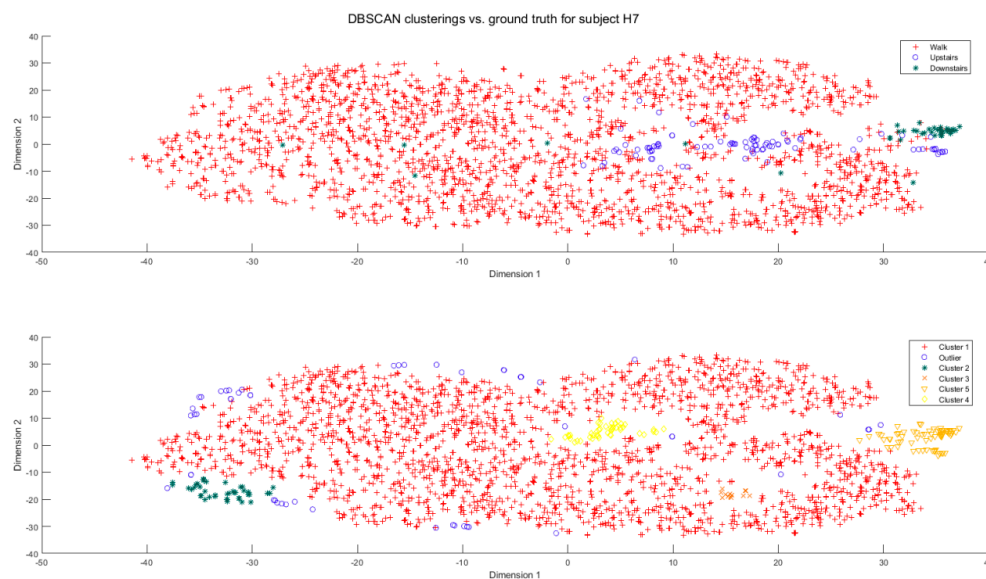 DBSCAN clusterings vs. ground truth for subject H7
40
30
20
10
0
-10
-20
-30
-40
Dimension 2
Walk
Upstairs
Downstairs
-50
-40
-30
-20
-10
0
10
20
30
40
Dimension 1
40
30
20
10
0
-10
-20
-30
-40
Dimension 2
Cluster 1
Outlier
Cluster 2
Cluster 3
Cluster 5
Cluster 4
-50
-40
-30
-20
-10
0
10
20
30
Dimension 1